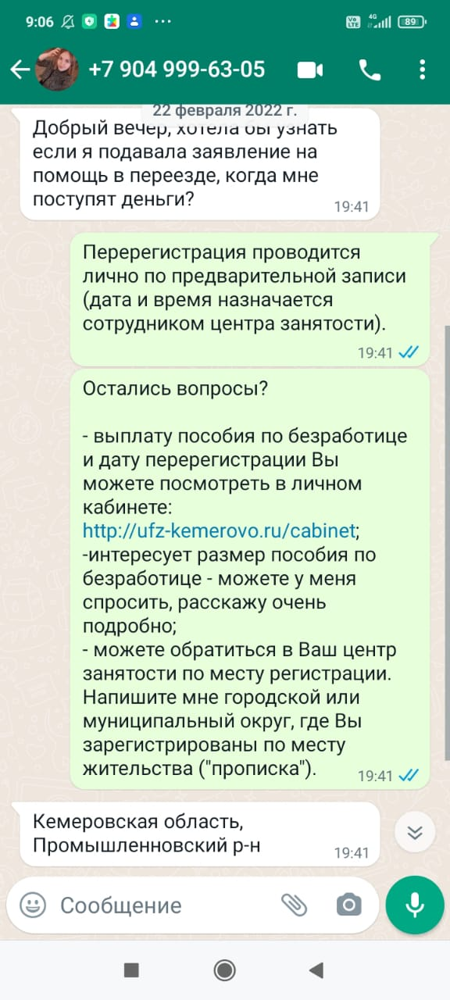 9:06
Vo LTE 4G 89
+7 904 999-63-05
22 февраля 2022 г.
Добрый вечер, хотела бы узнать
если я подавала заявление на
помощь в переезде, когда мне
поступят деньги?
19:41
Перерегистрация проводится
лично по предварительной записи
(дата и время назначается
сотрудником центра занятости).
19:41
Остались вопросы?
- выплату пособия по безработице
и дату перерегистрации Вы
можете посмотреть в личном
кабинете:
http://ufz-kemerovo.ru/cabinet;
-интересует размер пособия по
безработице - можете у меня
спросить, расскажу очень
подробно;
- можете обратиться в Ваш центр
занятости по месту регистрации.
Напишите мне городской или
муниципальный округ, где Вы
зарегистрированы по месту
жительства ("прописка").
19:41
Кемеровская область,
Промышленновский р-н
19:41
Сообщение